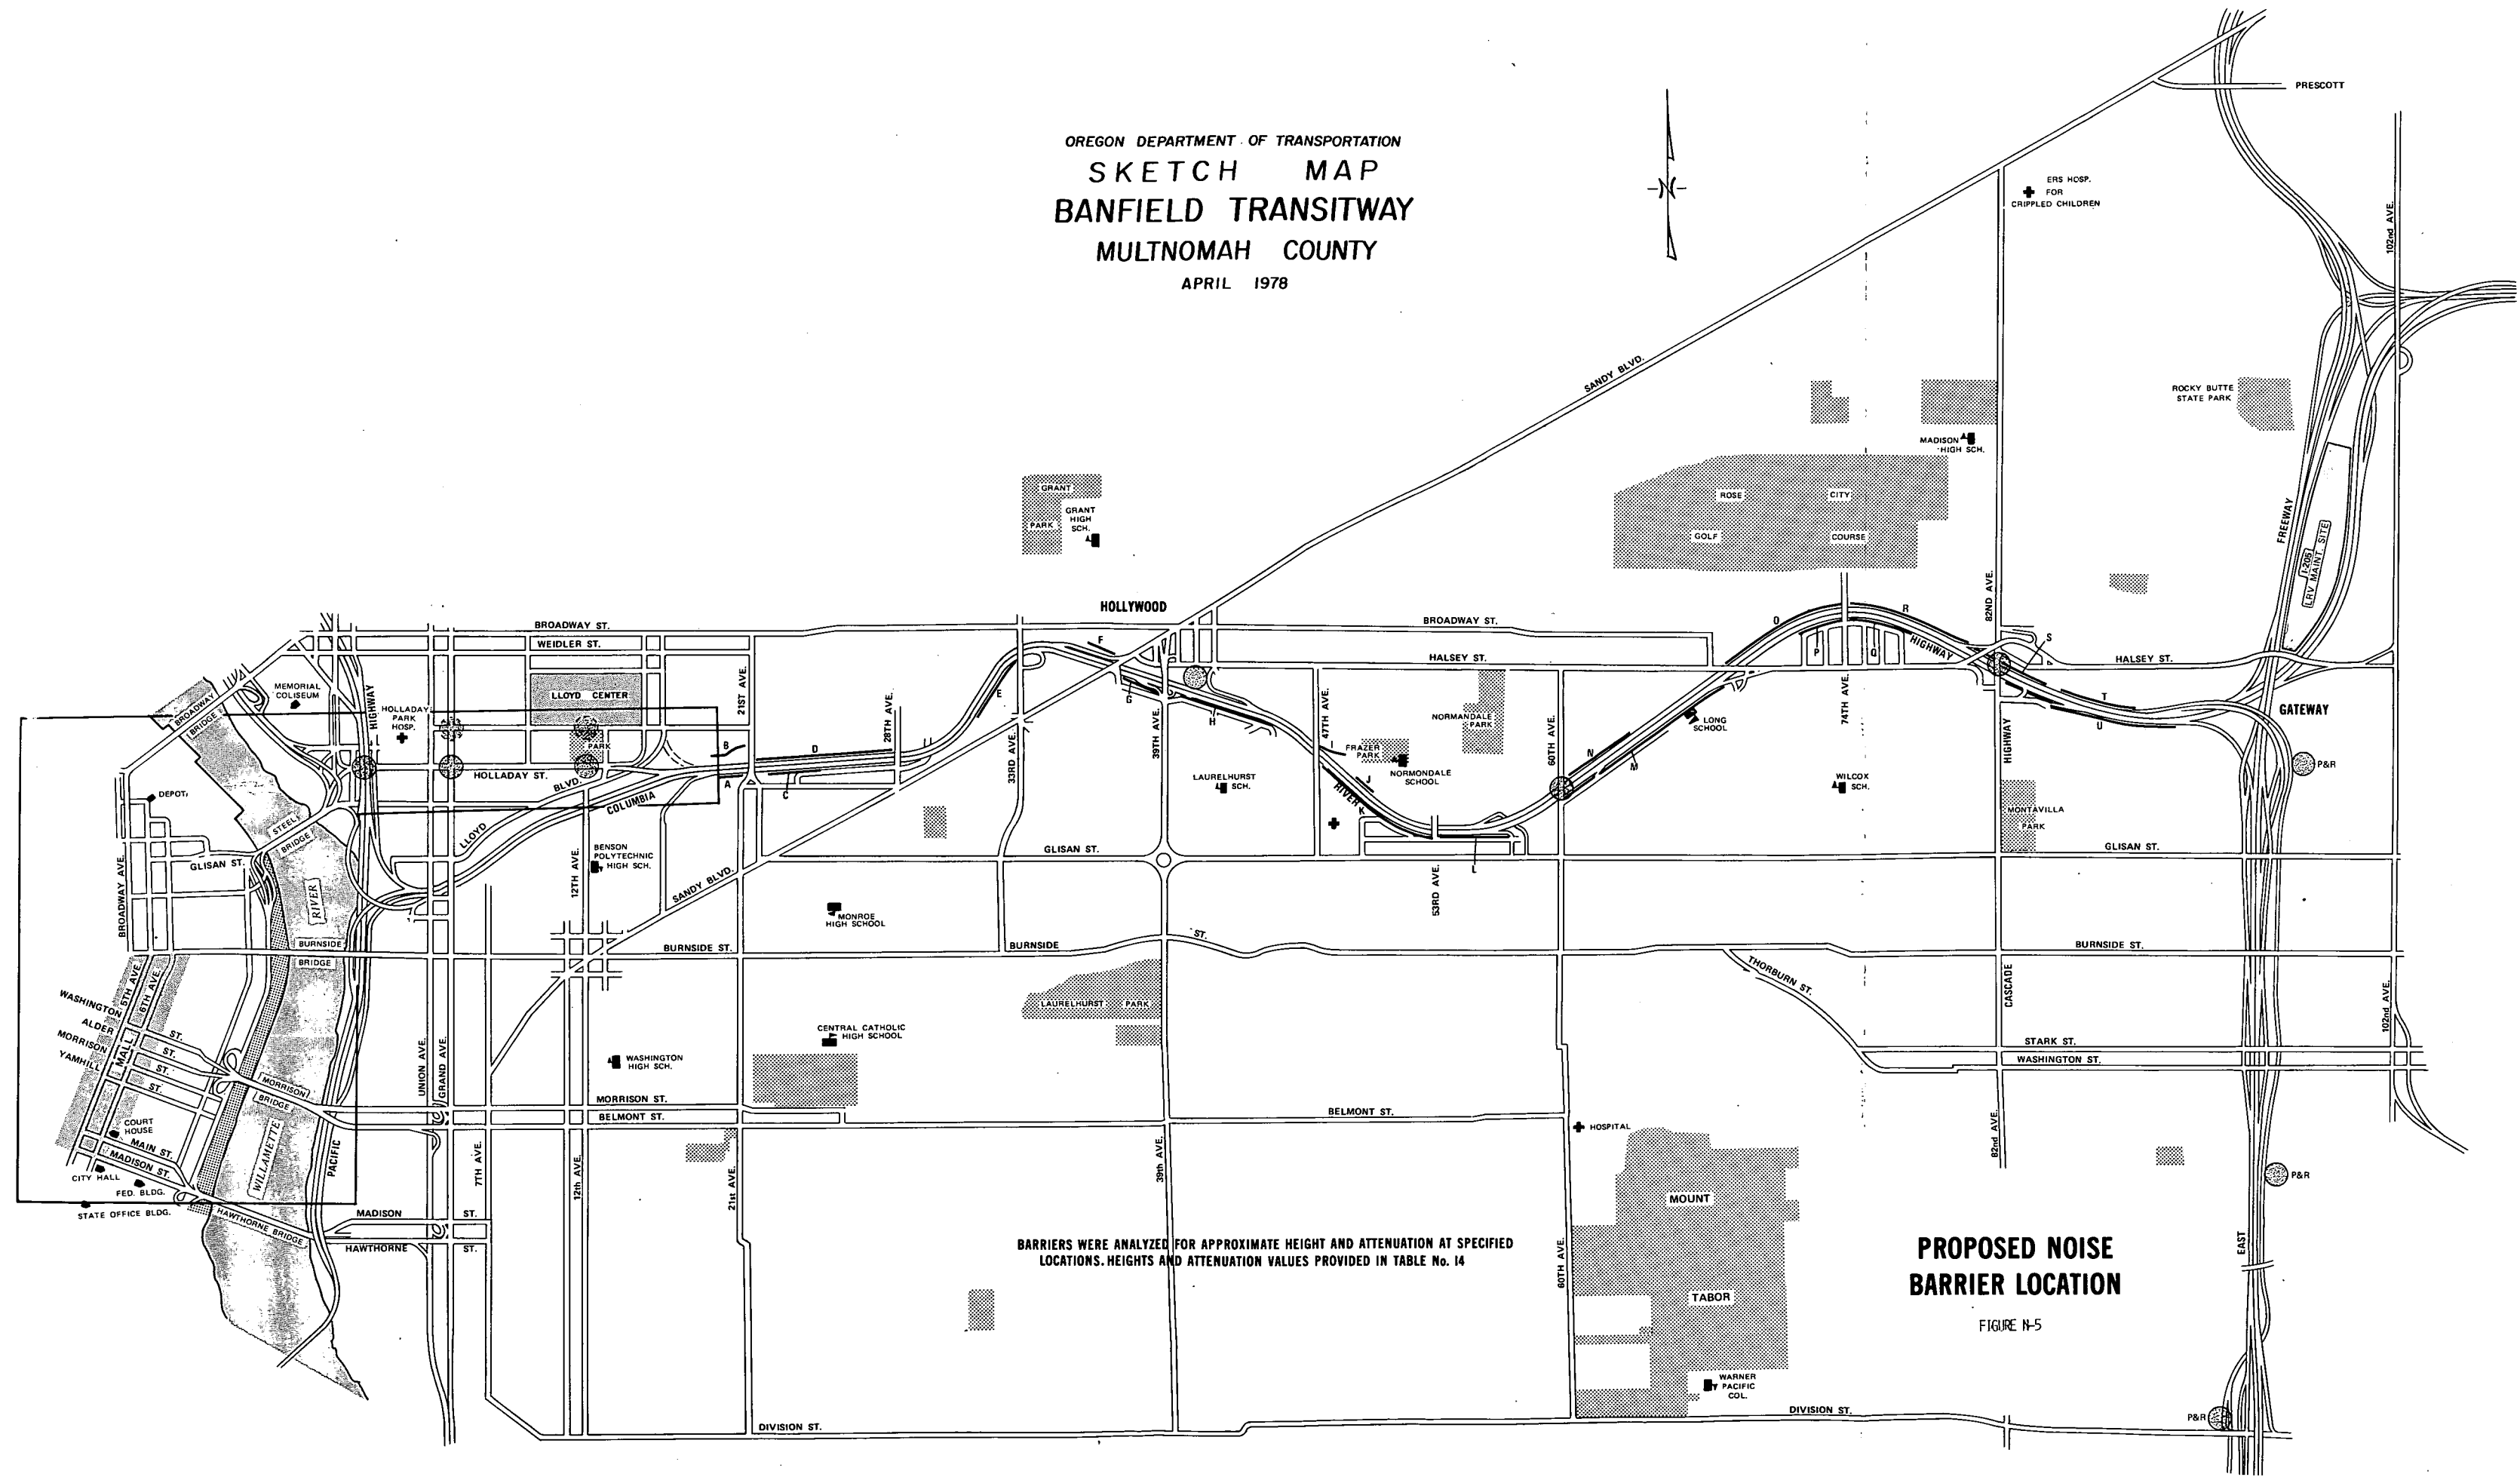 OREGON DEPARTMENT OF TRANSPORTATION
SKETCH MAP
BANFIELD TRANSITWAY
MULTNOMAH COUNTY
APRIL 1978
-N-
PRESCOTT
ERS HOSP.
FOR
CRIPPLED CHILDREN
102nd AVE.
SANDY BLVD.
ROCKY BUTTE
STATE PARK
MADISON
HIGH SCH.
GRANT
PARK
GRANT
HIGH
SCH.
ROSE CITY
GOLF COURSE
FREEWAY
I-205
LRV MAINT. SITE
82ND AVE.
HOLLYWOOD
BROADWAY ST.
BROADWAY ST.
WEIDLER ST.
HALSEY ST.
HALSEY ST.
HIGHWAY
GATEWAY
MEMORIAL
COLISEUM
HIGHWAY
HOLLADAY
PARK
HOSP.
LLOYD CENTER
PARK
21ST AVE.
28TH AVE.
33RD AVE.
39TH AVE.
47TH AVE.
60TH AVE.
74TH AVE.
HIGHWAY
A
B
C
D
E
F
G
H
I
J
K
L
M
N
O
P
Q
R
S
T
U
BROADWAY
BRIDGE
HOLLADAY ST.
LLOYD
BLVD.
COLUMBIA
RIVER
FRAZER
PARK
NORMANDALE
PARK
NORMONDALE
SCHOOL
LONG
SCHOOL
LAURELHURST
SCH.
WILCOX
SCH.
MONTAVILLA
PARK
P&R
DEPOT
STEEL
BRIDGE
GLISAN ST.
BROADWAY AVE.
RIVER
12TH AVE.
BENSON
POLYTECHNIC
HIGH SCH.
SANDY BLVD.
GLISAN ST.
GLISAN ST.
53RD AVE.
MONROE
HIGH SCHOOL
BURNSIDE
BRIDGE
BURNSIDE ST.
BURNSIDE ST.
BURNSIDE ST.
THORBURN ST.
CASCADE
102nd AVE.
5TH AVE.
6TH AVE.
WASHINGTON ST.
ALDER ST.
MORRISON ST.
YAMHILL ST.
MALL
LAURELHURST PARK
CENTRAL CATHOLIC
HIGH SCHOOL
WASHINGTON
HIGH SCH.
STARK ST.
WASHINGTON ST.
UNION AVE.
GRAND AVE.
MORRISON
BRIDGE
MORRISON ST.
BELMONT ST.
BELMONT ST.
HOSPITAL
82nd AVE.
COURT
HOUSE
MAIN ST.
MADISON ST.
CITY HALL
FED. BLDG.
STATE OFFICE BLDG.
WILLAMETTE
PACIFIC
7TH AVE.
12th AVE.
21st AVE.
39th AVE.
P&R
HAWTHORNE BRIDGE
MADISON ST.
HAWTHORNE ST.
MOUNT
TABOR
60TH AVE.
EAST
BARRIERS WERE ANALYZED FOR APPROXIMATE HEIGHT AND ATTENUATION AT SPECIFIED
LOCATIONS. HEIGHTS AND ATTENUATION VALUES PROVIDED IN TABLE No. 14
PROPOSED NOISE
BARRIER LOCATION
FIGURE N-5
WARNER
PACIFIC
COL.
DIVISION ST.
DIVISION ST.
P&R